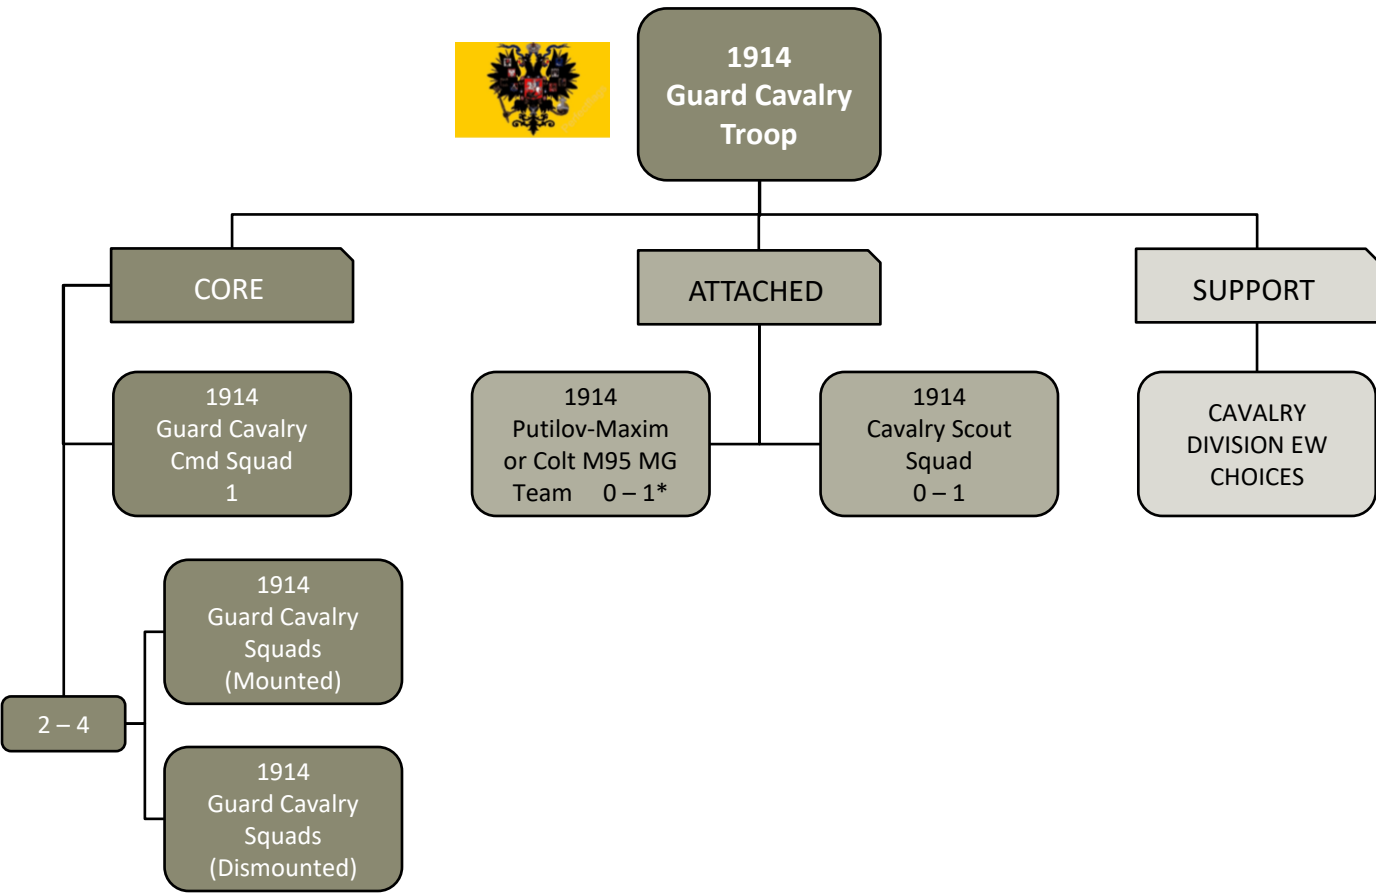 1914
Guard Cavalry
Troop
CORE
ATTACHED
SUPPORT
1914
Guard Cavalry
Cmd Squad
1
1914
Putilov-Maxim
or Colt M95 MG
Team 0 – 1*
1914
Cavalry Scout
Squad
0 – 1
CAVALRY
DIVISION EW
CHOICES
1914
Guard Cavalry
Squads
(Mounted)
2 – 4
1914
Guard Cavalry
Squads
(Dismounted)